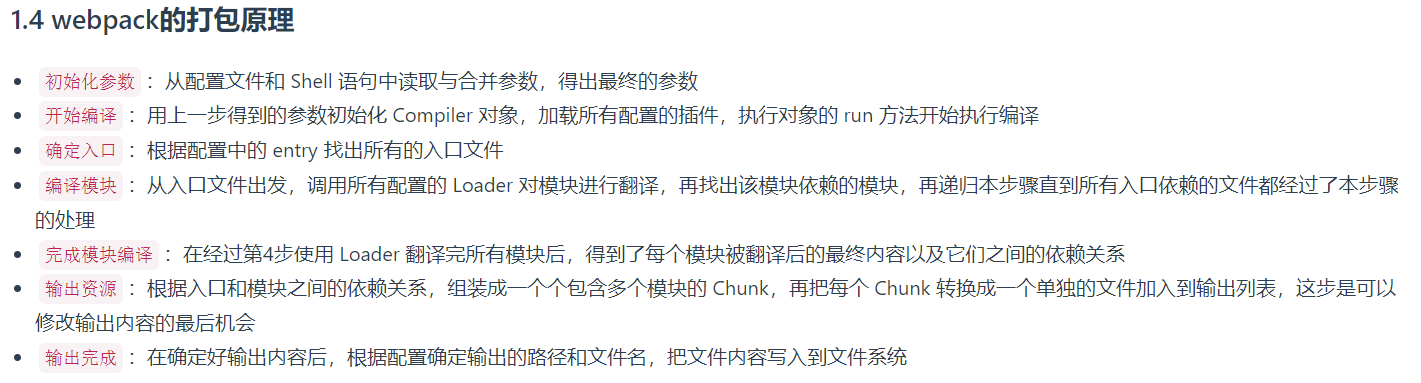 1.4 webpack的打包原理
初始化参数 ：从配置文件和 Shell 语句中读取与合并参数，得出最终的参数
开始编译 ：用上一步得到的参数初始化 Compiler 对象，加载所有配置的插件，执行对象的 run 方法开始执行编译
确定入口 ：根据配置中的 entry 找出所有的入口文件
编译模块 ：从入口文件出发，调用所有配置的 Loader 对模块进行翻译，再找出该模块依赖的模块，再递归本步骤直到所有入口依赖的文件都经过了本步骤
的处理
完成模块编译 ：在经过第4步使用 Loader 翻译完所有模块后，得到了每个模块被翻译后的最终内容以及它们之间的依赖关系
输出资源 ：根据入口和模块之间的依赖关系，组装成一个个包含多个模块的 Chunk，再把每个 Chunk 转换成一个单独的文件加入到输出列表，这步是可以
修改输出内容的最后机会
输出完成 ：在确定好输出内容后，根据配置确定输出的路径和文件名，把文件内容写入到文件系统